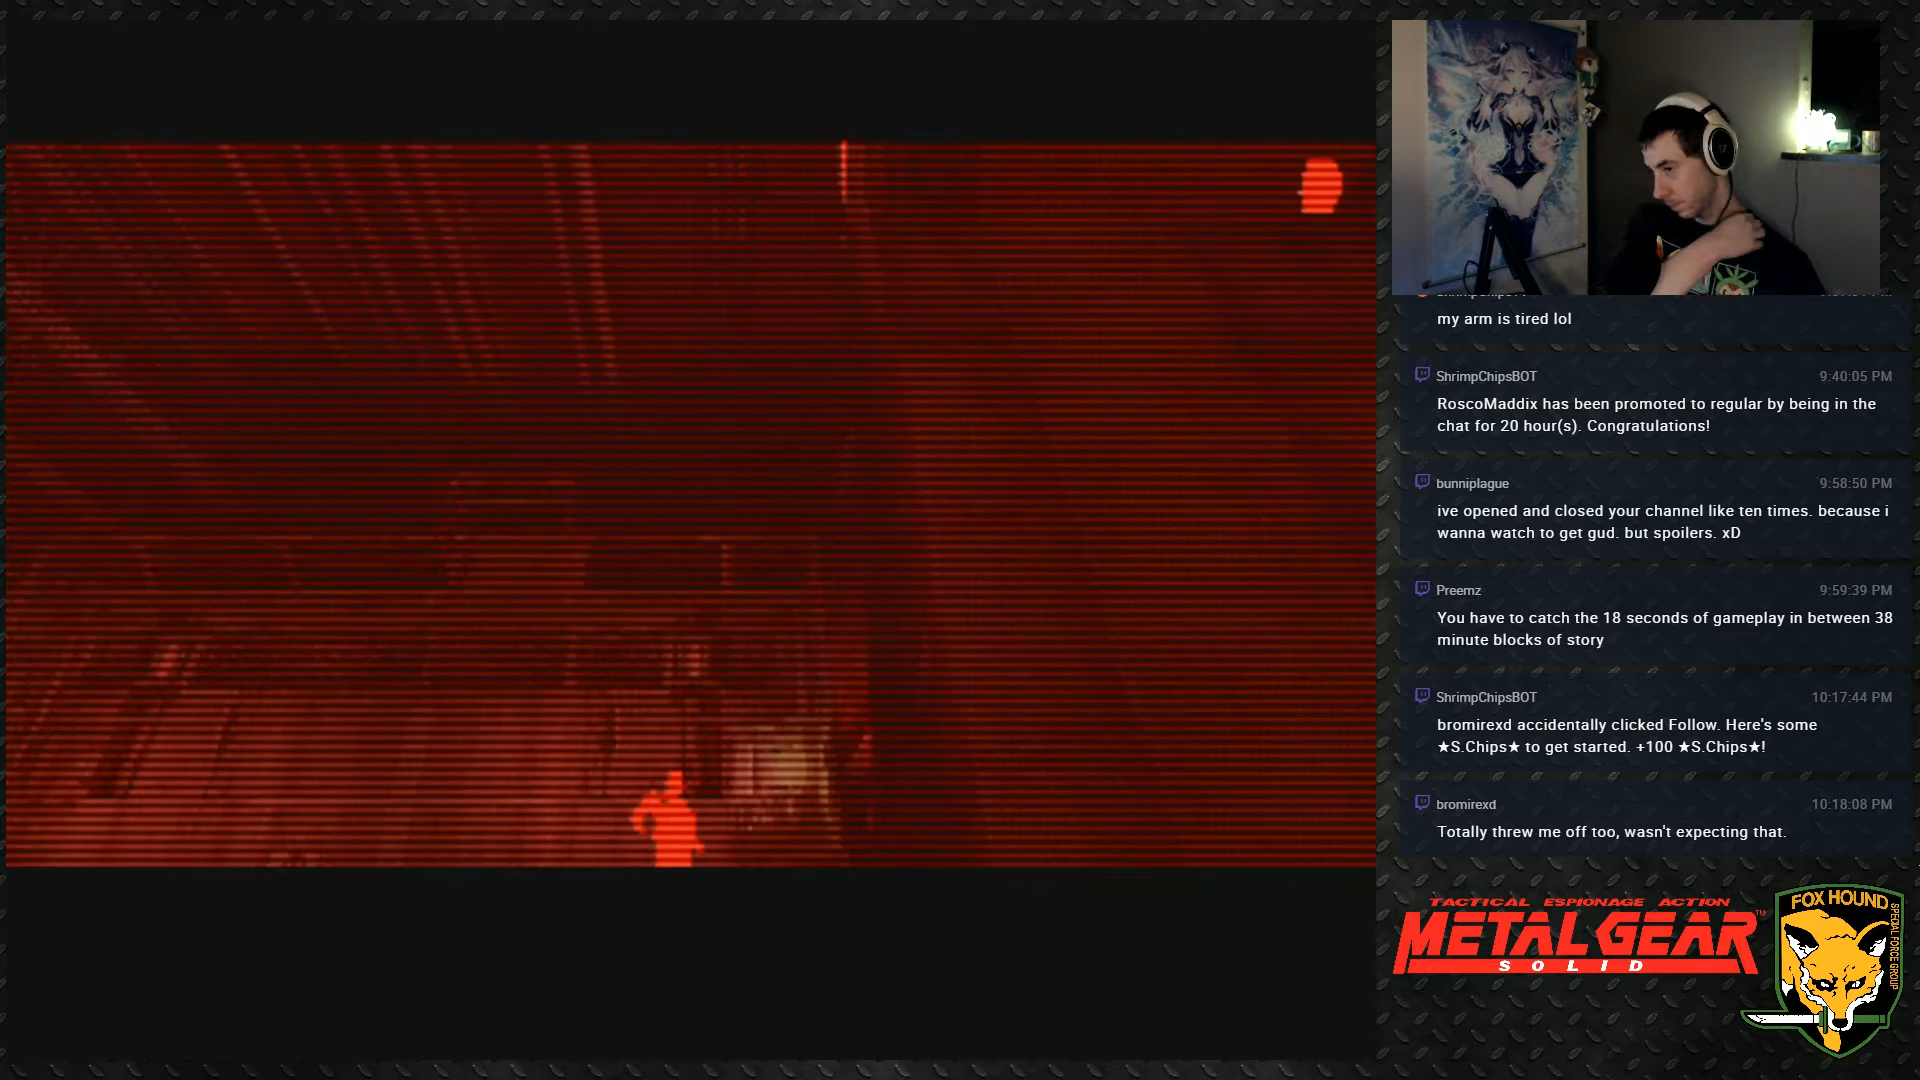 my arm is tired lol
ShrimpChipsBOT 9:40:05 PM
RoscoMaddix has been promoted to regular by being in the
chat for 20 hour(s). Congratulations!
bunniplague 9:58:50 PM
ive opened and closed your channel like ten times. because i
wanna watch to get gud. but spoilers. xD
Preemz 9:59:39 PM
You have to catch the 18 seconds of gameplay in between 38
minute blocks of story
ShrimpChipsBOT 10:17:44 PM
bromirexd accidentally clicked Follow. Here's some
★S.Chips★ to get started. +100 ★S.Chips★!
bromirexd 10:18:08 PM
Totally threw me off too, wasn't expecting that.
TACTICAL ESPIONAGE ACTION
METAL GEAR™
SOLID
FOX HOUND
SPECIAL FORCE GROUP